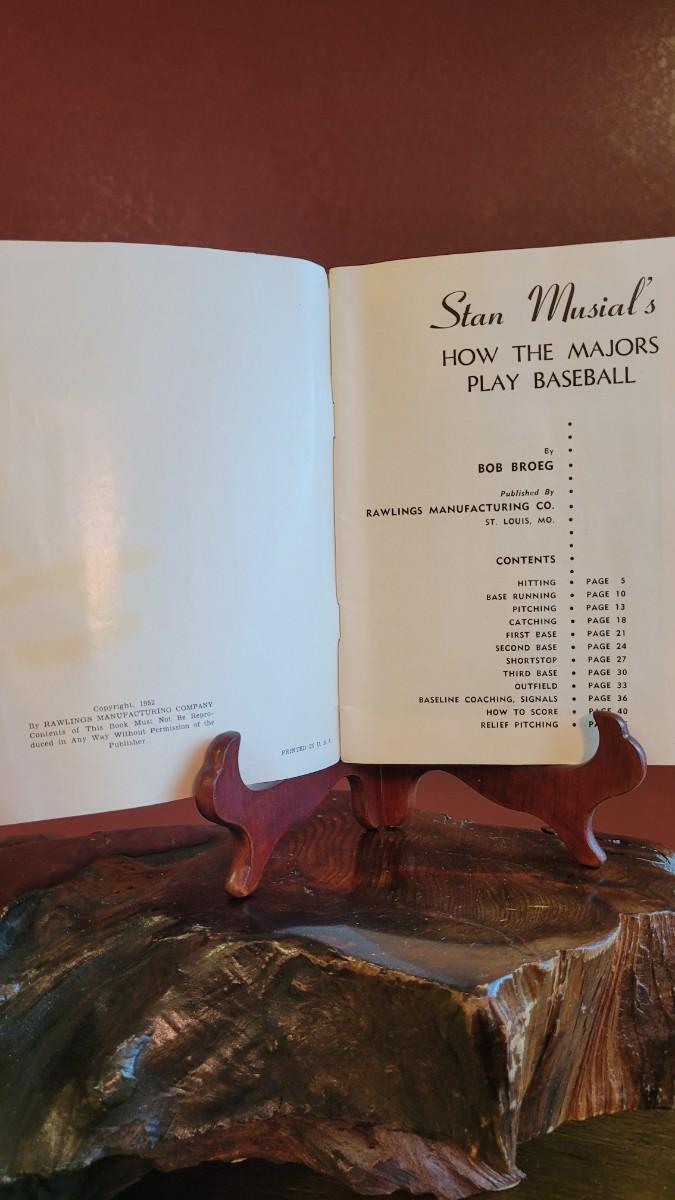 Copyright, 1952
By RAWLINGS MANUFACTURING COMPANY
Contents of This Book Must Not Be Repro-
duced in Any Way Without Permission of the
Publisher.
PRINTED IN U. S. A.
Stan Musial's
HOW THE MAJORS
PLAY BASEBALL
By
BOB BROEG
Published By
RAWLINGS MANUFACTURING CO.
ST. LOUIS, MO.
CONTENTS
HITTING • PAGE 5
BASE RUNNING • PAGE 10
PITCHING • PAGE 13
CATCHING • PAGE 18
FIRST BASE • PAGE 21
SECOND BASE • PAGE 24
SHORTSTOP • PAGE 27
THIRD BASE • PAGE 30
OUTFIELD • PAGE 33
BASELINE COACHING, SIGNALS • PAGE 36
HOW TO SCORE • PAGE 40
RELIEF PITCHING •